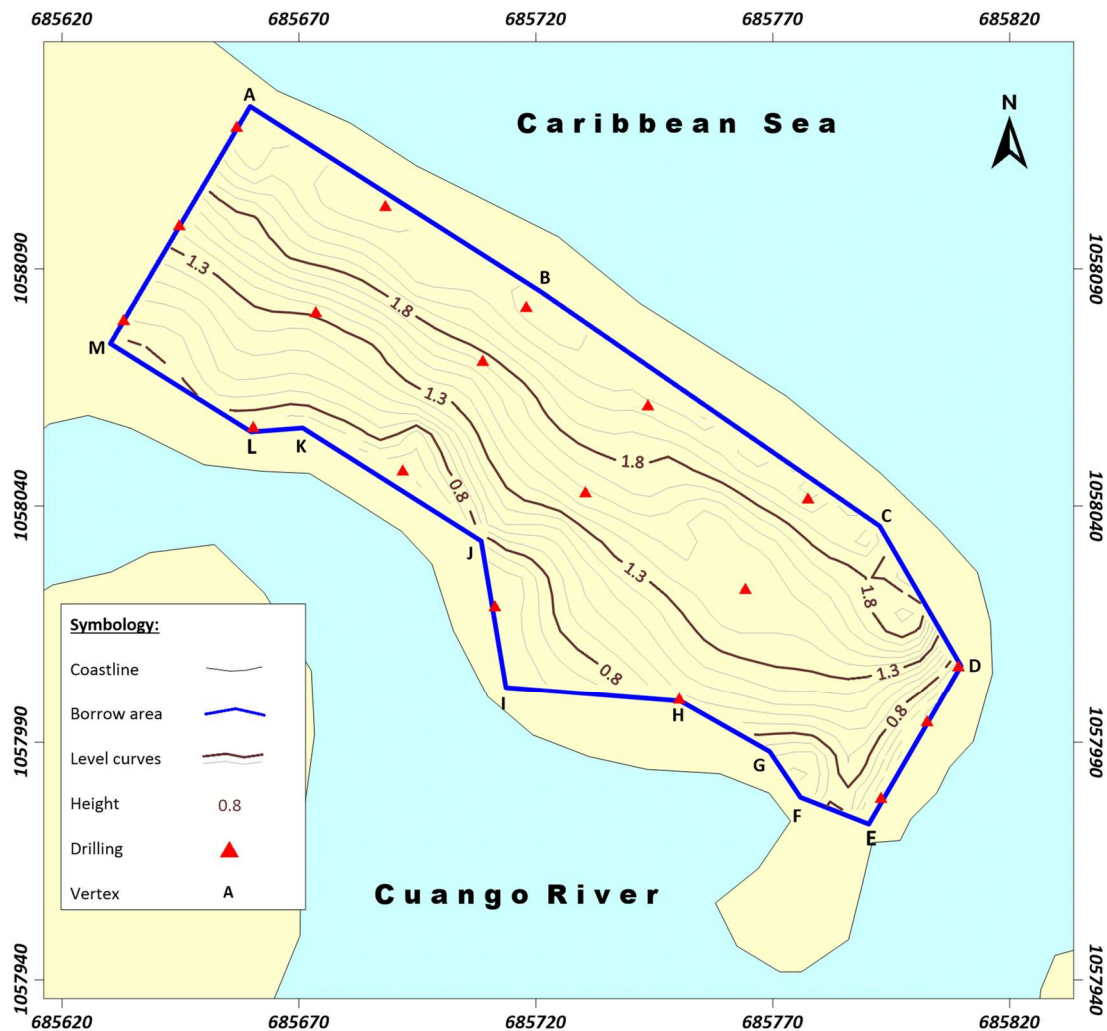 685620 685670 685720 685770 685820
A
Caribbean Sea
N
1058090
1058090
1.3
1.8
B
M
1.3
L
K
1.8
0.8
1058040
1058040
C
J
1.3
1.8
Symbology:
Coastline
Borrow area
Level curves
Height 0.8
Drilling
Vertex A
0.8
1.3
D
I
H
0.8
1057990
1057990
G
F
E
Cuango River
1057940
1057940
685620 685670 685720 685770 685820